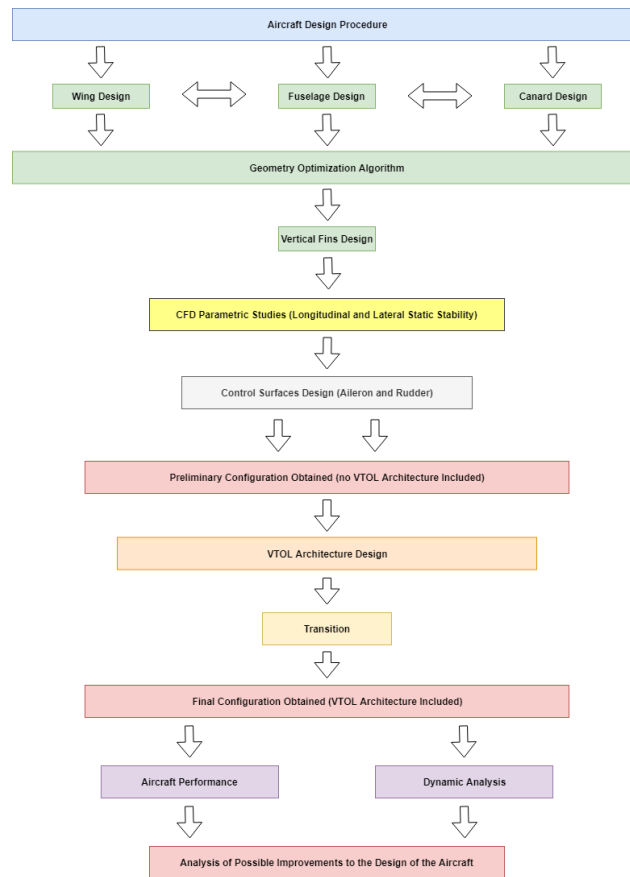 Aircraft Design Procedure
Wing Design
Fuselage Design
Canard Design
Geometry Optimization Algorithm
Vertical Fins Design
CFD Parametric Studies (Longitudinal and Lateral Static Stability)
Control Surfaces Design (Aileron and Rudder)
Preliminary Configuration Obtained (no VTOL Architecture Included)
VTOL Architecture Design
Transition
Final Configuration Obtained (VTOL Architecture Included)
Aircraft Performance
Dynamic Analysis
Analysis of Possible Improvements to the Design of the Aircraft